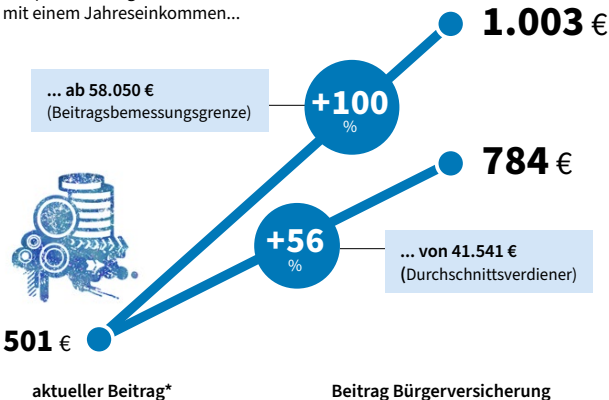 mit einem Jahreseinkommen...
1.003 €
... ab 58.050 €
(Beitragsbemessungsgrenze)
+100
%
784 €
+56
%
... von 41.541 €
(Durchschnittsverdiener)
501 €
aktueller Beitrag*
Beitrag Bürgerversicherung